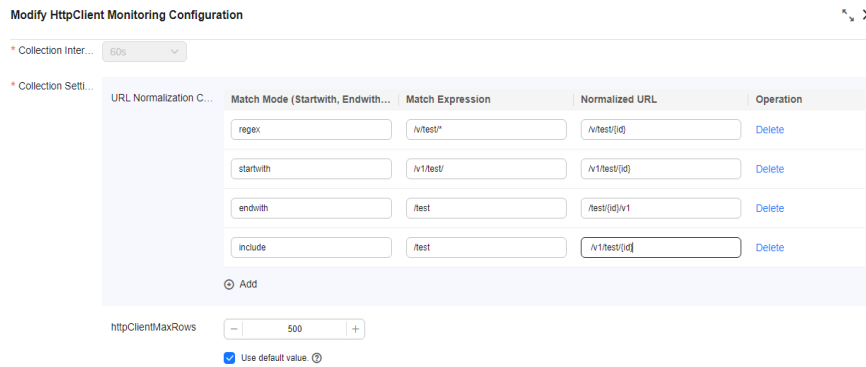 Modify HttpClient Monitoring Configuration
* Collection Inter... 60s
* Collection Setti...
URL Normalization C... Match Mode (Startwith, Endwith... Match Expression Normalized URL Operation
regex /v/test/* /v/test/{id} Delete
startwith /v1/test/ /v1/test/{id} Delete
endwith /test /test/{id}/v1 Delete
include /test /v1/test/{id} Delete
Add
httpClientMaxRows 500
Use default value.